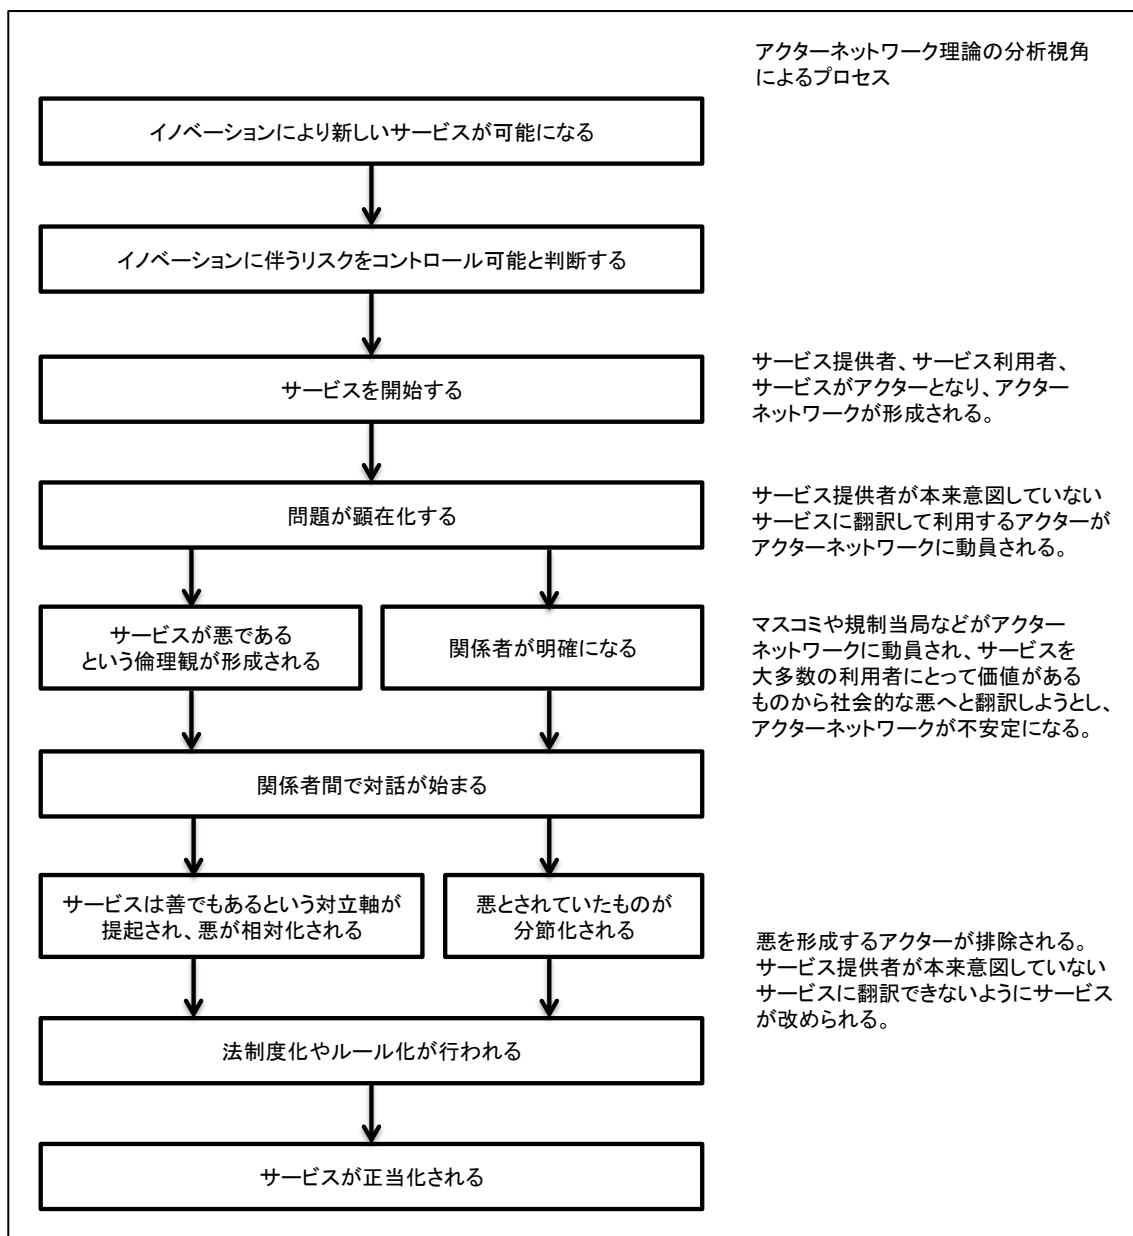 アクターネットワーク理論の分析視角
によるプロセス
イノベーションにより新しいサービスが可能になる
イノベーションに伴うリスクをコントロール可能と判断する
サービスを開始する
サービス提供者、サービス利用者、
サービスがアクターとなり、アクター
ネットワークが形成される。
問題が顕在化する
サービス提供者が本来意図していない
サービスに翻訳して利用するアクターが
アクターネットワークに動員される。
サービスが悪である
という倫理観が形成される
関係者が明確になる
マスコミや規制当局などがアクター
ネットワークに動員され、サービスを
大多数の利用者にとって価値がある
ものから社会的な悪へと翻訳しようとし、
アクターネットワークが不安定になる。
関係者間で対話が始まる
サービスは善でもあるという対立軸が
提起され、悪が相対化される
悪とされていたものが
分節化される
悪を形成するアクターが排除される。
サービス提供者が本来意図していない
サービスに翻訳できないようにサービス
が改められる。
法制度化やルール化が行われる
サービスが正当化される